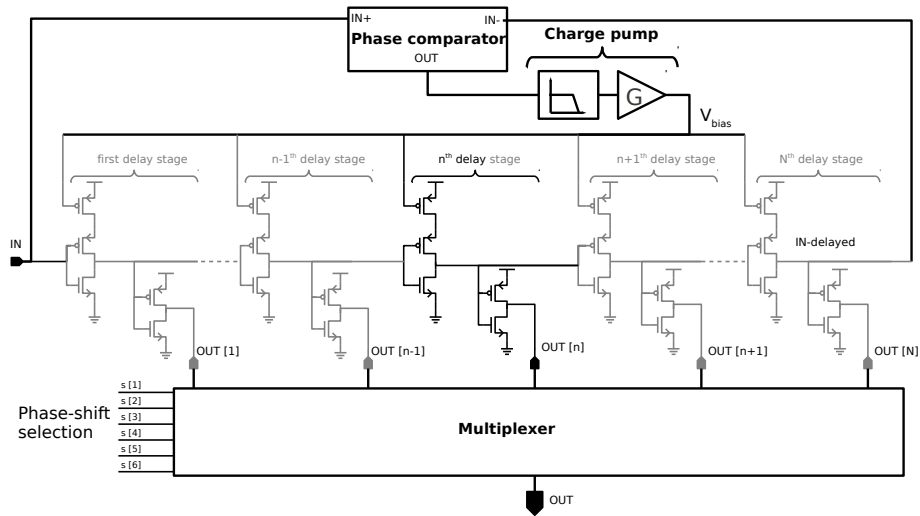 IN+
IN-
Phase comparator
OUT
Charge pump
G
Vbias
first delay stage
n-1th delay stage
nth delay stage
n+1th delay stage
Nth delay stage
IN
IN-delayed
OUT [1]
OUT [n-1]
OUT [n]
OUT [n+1]
OUT [N]
Phase-shift
selection
s [1]
s [2]
s [3]
s [4]
s [5]
s [6]
Multiplexer
OUT